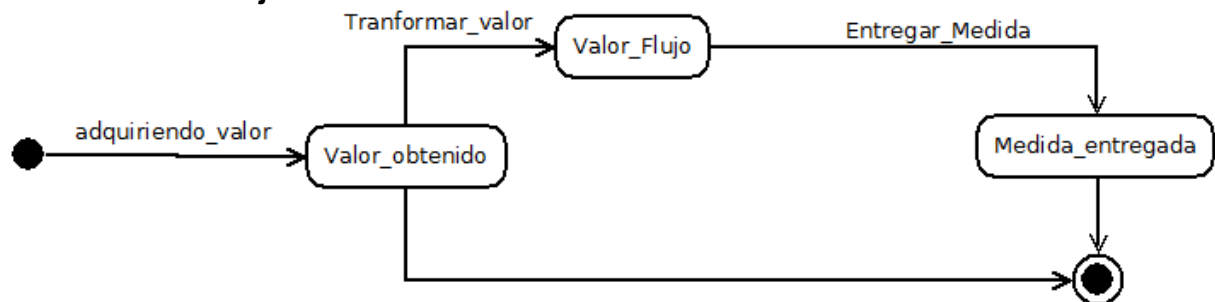 Tranformar_valor
Valor_Flujo
Entregar_Medida
adquiriendo_valor
Valor_obtenido
Medida_entregada